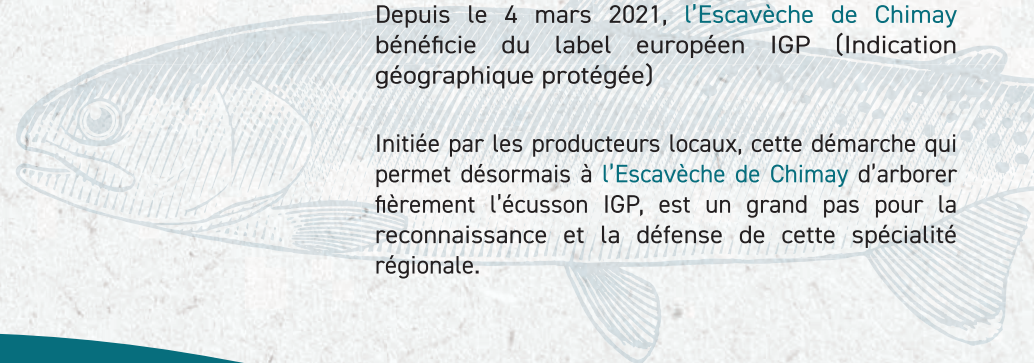 Depuis le 4 mars 2021, l'Escavèche de Chimay
bénéficie du label européen IGP (Indication
géographique protégée)
Initiée par les producteurs locaux, cette démarche qui
permet désormais à l'Escavèche de Chimay d'arborer
fièrement l'écusson IGP, est un grand pas pour la
reconnaissance et la défense de cette spécialité
régionale.